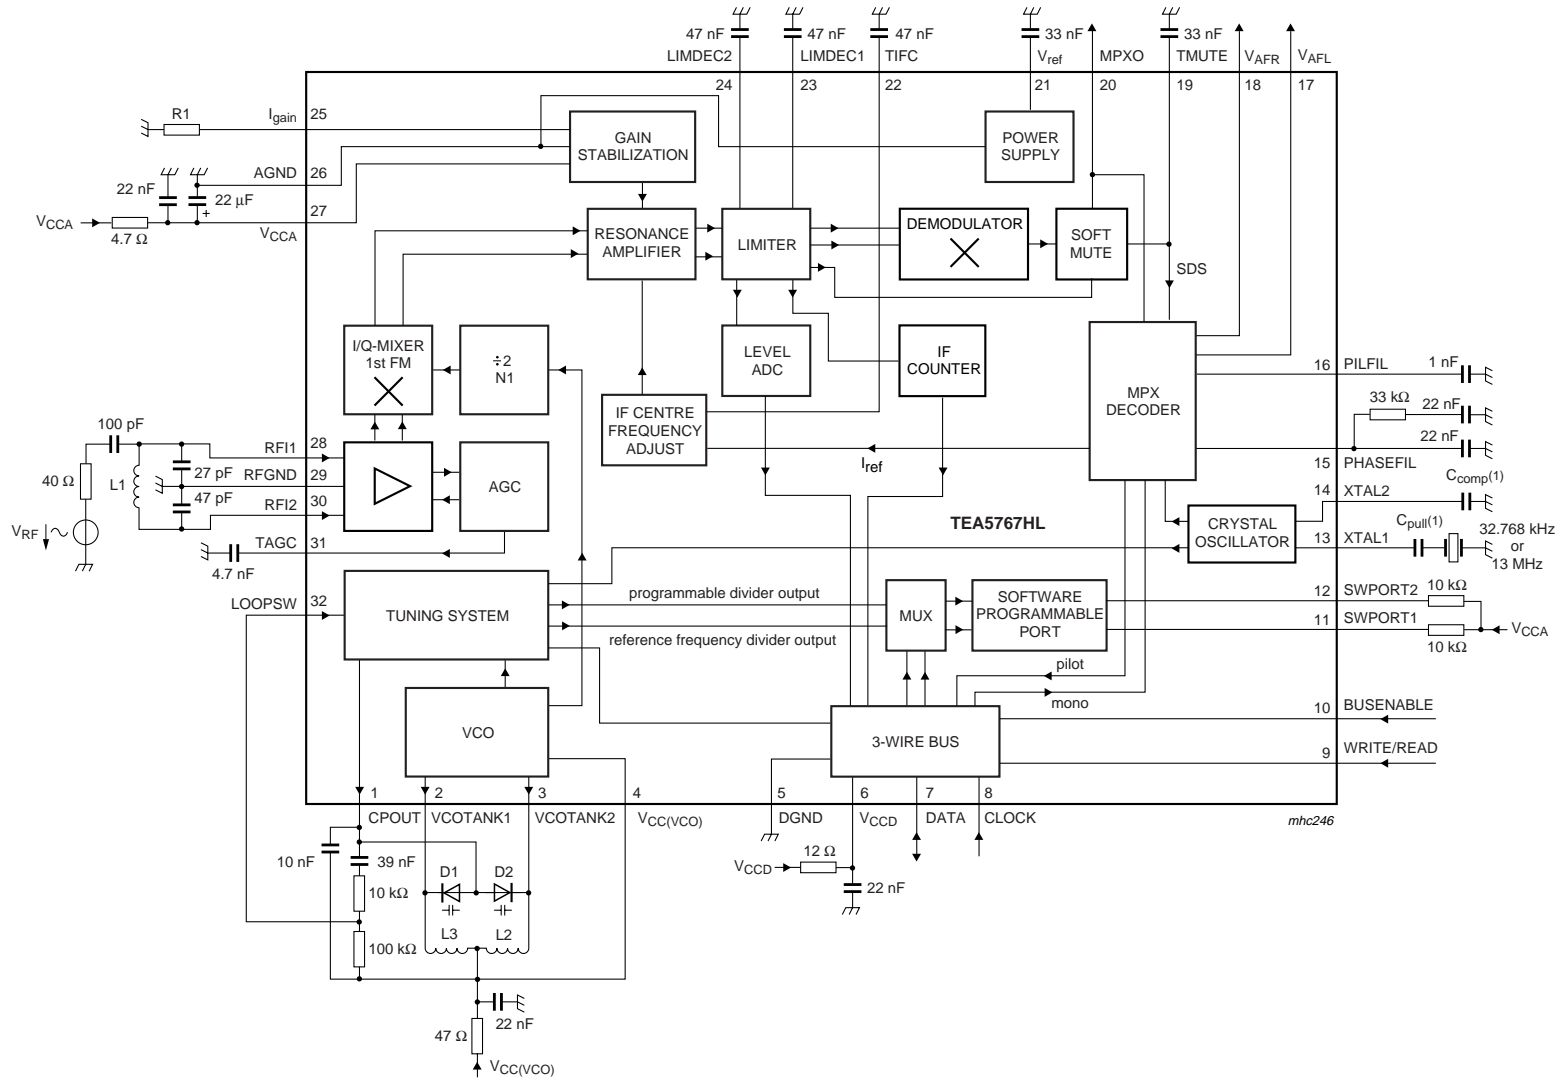 47 nF
47 nF
47 nF
33 nF
33 nF
LIMDEC2
LIMDEC1
TIFC
Vref
MPXO
TMUTE
VAFR
VAFL
24
23
22
21
20
19
18
17
R1
Igain
25
GAIN
STABILIZATION
POWER
SUPPLY
AGND
26
22 nF
22 μF
+
27
VCCA
4.7 Ω
VCCA
RESONANCE
AMPLIFIER
LIMITER
DEMODULATOR
SOFT
MUTE
SDS
I/Q-MIXER
1st FM
÷2
N1
LEVEL
ADC
IF
COUNTER
MPX
DECODER
16
PILFIL
1 nF
33 kΩ
22 nF
22 nF
15
PHASEFIL
IF CENTRE
FREQUENCY
ADJUST
Iref
100 pF
RFI1
28
27 pF
RFGND
29
40 Ω
L1
47 pF
RFI2
30
AGC
VRF
TAGC
31
4.7 nF
TEA5767HL
CRYSTAL
OSCILLATOR
14
XTAL2
Ccomp(1)
13
XTAL1
Cpull(1)
32.768 kHz
or
13 MHz
LOOPSW
32
TUNING SYSTEM
programmable divider output
reference frequency divider output
MUX
SOFTWARE
PROGRAMMABLE
PORT
12
SWPORT2
10 kΩ
11
SWPORT1
10 kΩ
VCCA
pilot
mono
VCO
3-WIRE BUS
10
BUSENABLE
9
WRITE/READ
1
2
3
4
5
6
7
8
CPOUT
VCOTANK1
VCOTANK2
VCC(VCO)
DGND
VCCD
DATA
CLOCK
mhc246
10 nF
39 nF
10 kΩ
100 kΩ
D1
D2
L3
L2
VCCD
12 Ω
22 nF
22 nF
47 Ω
VCC(VCO)